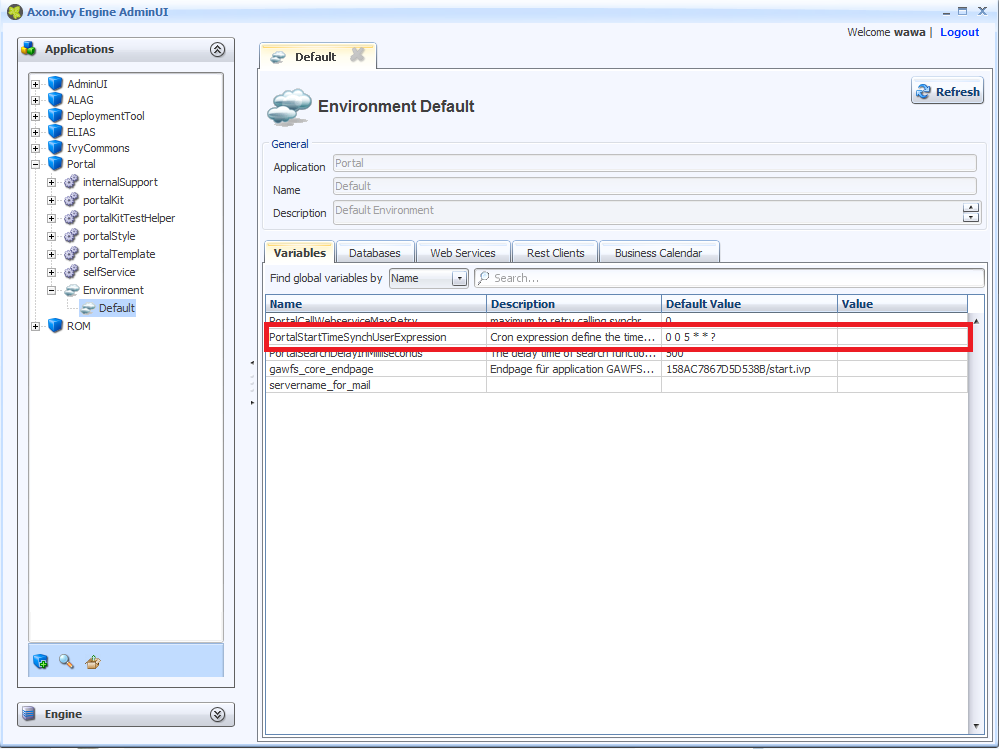 Axon.ivy Engine AdminUI
Welcome wawa | Logout
Applications
AdminUI
ALAG
DeploymentTool
ELIAS
IvyCommons
Portal
internalSupport
portalKit
portalKitTestHelper
portalStyle
portalTemplate
selfService
Environment
Default
ROM
Engine
Default
Environment Default
Refresh
General
Application Portal
Name Default
Description Default Environment
Variables Databases Web Services Rest Clients Business Calendar
Find global variables by Name Search...
Name Description Default Value Value
PortalCallWebserviceMaxRetry maximum to retry calling synchr... 0
PortalStartTimeSynchUserExpression Cron expression define the time... 0 0 5 * * ?
PortalSearchDelayInMilliseconds The delay time of search functio... 500
gawfs_core_endpage Endpage für application GAWFS... 158AC7867D5D538B/start.ivp
servername_for_mail